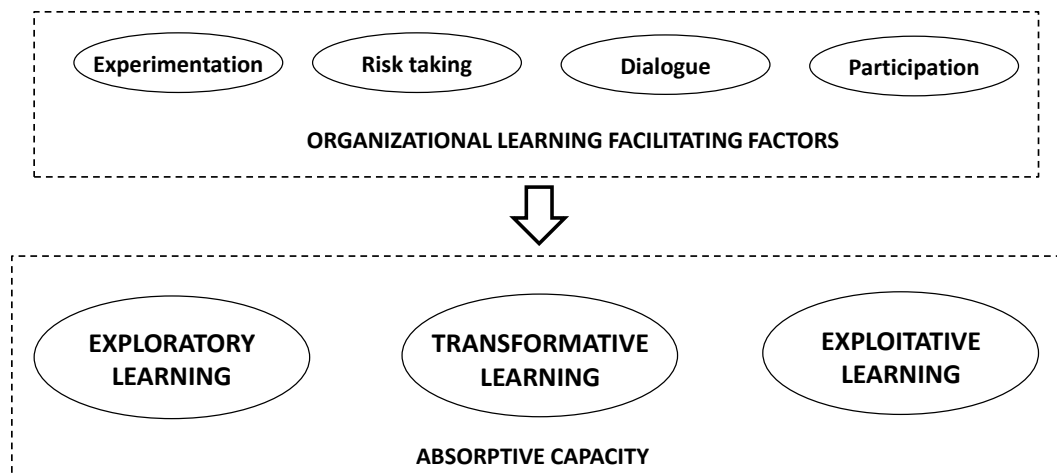 Experimentation
Risk taking
Dialogue
Participation
ORGANIZATIONAL LEARNING FACILITATING FACTORS
EXPLORATORY
LEARNING
TRANSFORMATIVE
LEARNING
EXPLOITATIVE
LEARNING
ABSORPTIVE CAPACITY